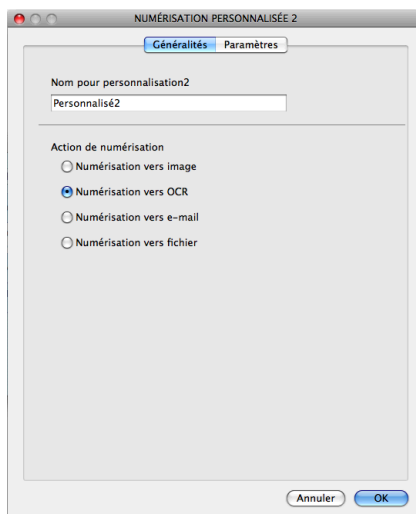 NUMÉRISATION PERSONNALISÉE 2
Généralités Paramètres
Nom pour personnalisation2
Personnalisé2
Action de numérisation
Numérisation vers image
Numérisation vers OCR
Numérisation vers e-mail
Numérisation vers fichier
Annuler OK